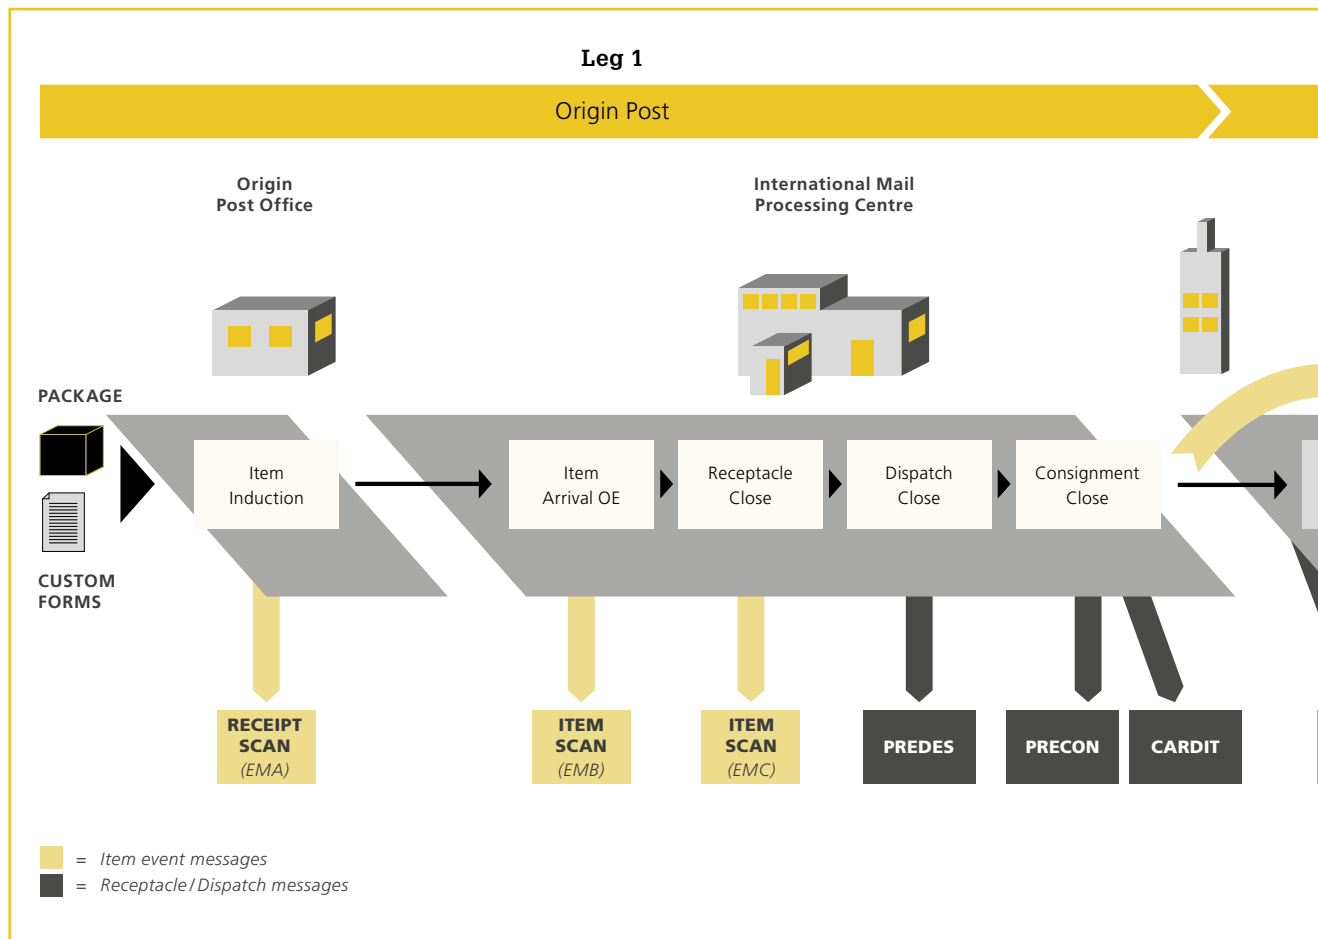 Leg 1
Origin Post
Origin
Post Office
International Mail
Processing Centre
PACKAGE
CUSTOM
FORMS
Item
Induction
Item
Arrival OE
Receptacle
Close
Dispatch
Close
Consignment
Close
RECEIPT
SCAN
(EMA)
ITEM
SCAN
(EMB)
ITEM
SCAN
(EMC)
PREDES
PRECON
CARDIT
= Item event messages
= Receptacle / Dispatch messages